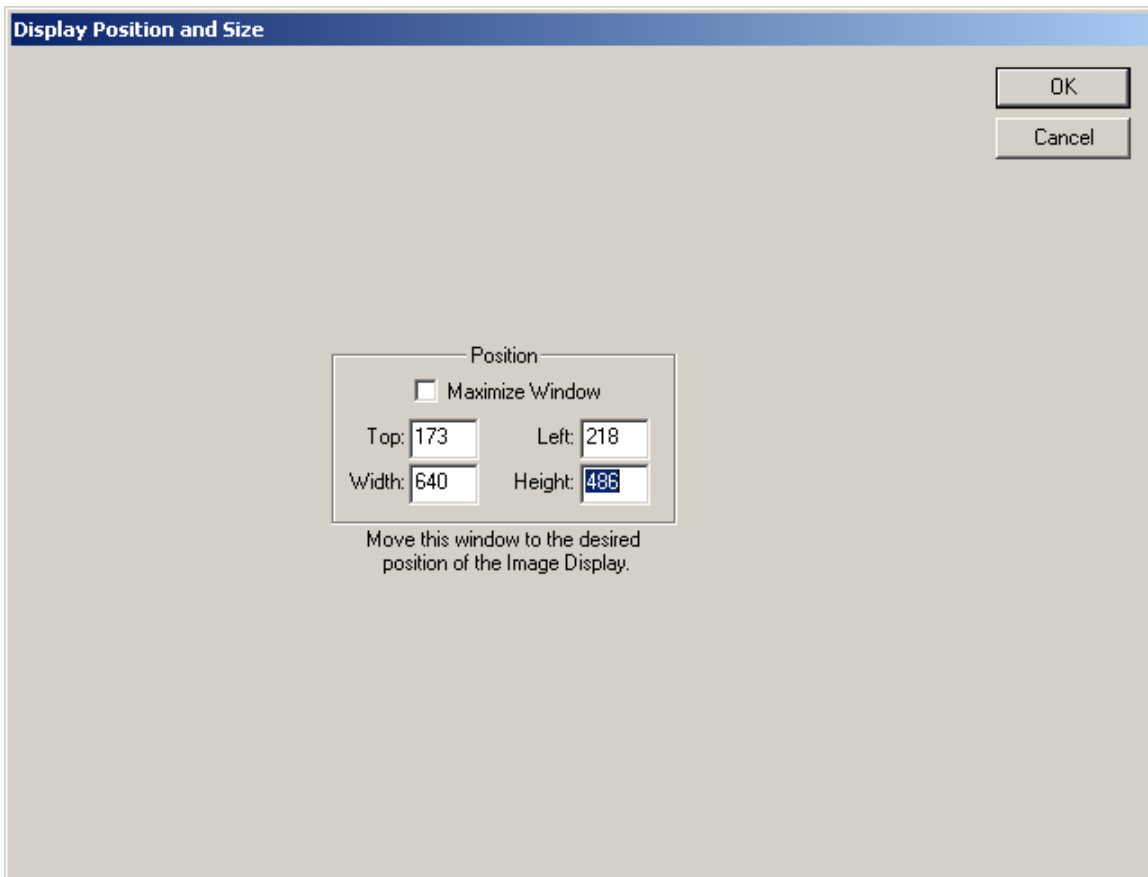 Display Position and Size
OK
Cancel
Position
Maximize Window
Top: 173 Left: 218
Width: 640 Height: 486
Move this window to the desired
position of the Image Display.